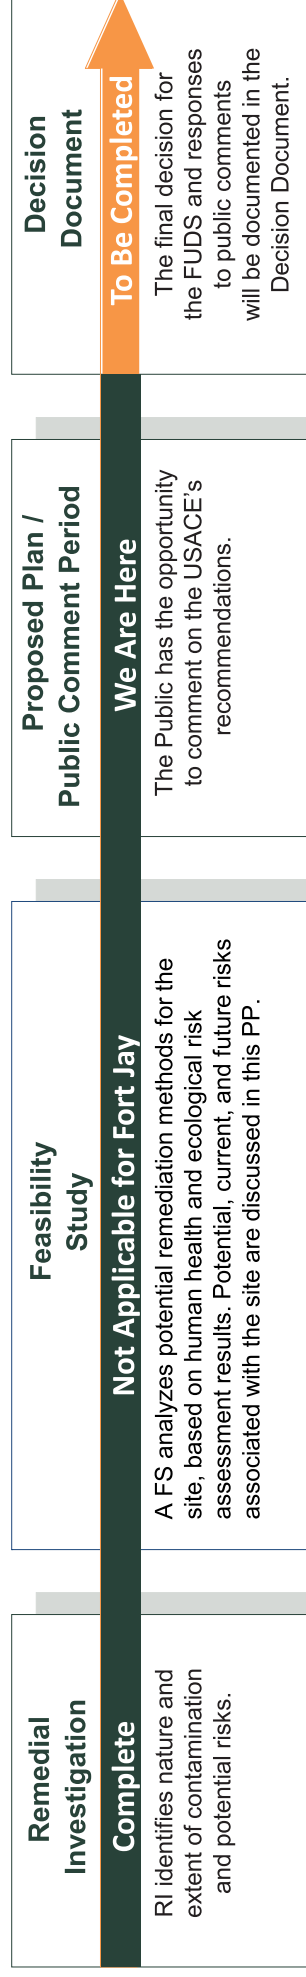 Remedial
Investigation
Complete
RI identifies nature and
extent of contamination
and potential risks.
Feasibility
Study
Not Applicable for Fort Jay
A FS analyzes potential remediation methods for the
site, based on human health and ecological risk
assessment results. Potential, current, and future risks
associated with the site are discussed in this PP.
Proposed Plan /
Public Comment Period
We Are Here
The Public has the opportunity
to comment on the USACE’s
recommendations.
Decision
Document
To Be Completed
The final decision for
the FUDS and responses
to public comments
will be documented in the
Decision Document.